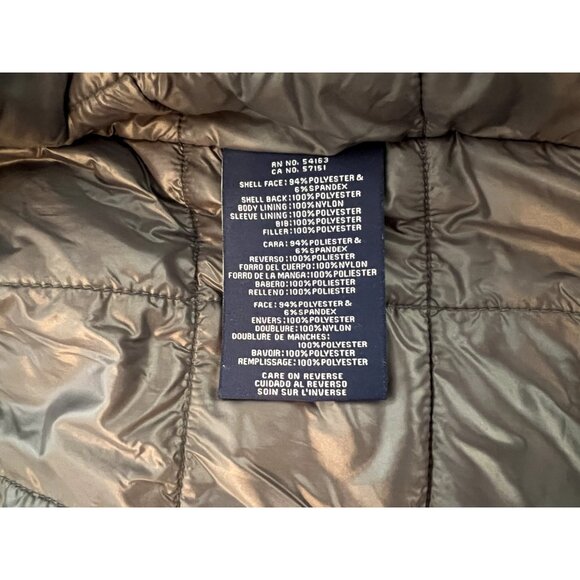 RN NO. 54163
CA NO. 57151
SHELL FACE: 94%POLYESTER &
6%SPANDEX
SHELL BACK:100%POLYESTER
BODY LINING:100%NYLON
SLEEVE LINING:100%POLYESTER
BIB:100%POLYESTER
FILLER:100%POLYESTER
CARA: 94%POLIESTER &
6%SPANDEX
REVERSO:100%POLIESTER
FORRO DEL CUERPO:100%NYLON
FORRO DE LA MANGA:100%POLIESTER
BABERO:100%POLIESTER
RELLENO:100%POLIESTER
FACE: 94%POLYESTER &
6%SPANDEX
ENVERS:100%POLYESTER
DOUBLURE:100%NYLON
DOUBLURE DE MANCHES:
100%POLYESTER
BAVOIR:100%POLYESTER
REMPLISSAGE:100%POLYESTER
CARE ON REVERSE
CUIDADO AL REVERSO
SOIN SUR L'INVERSE